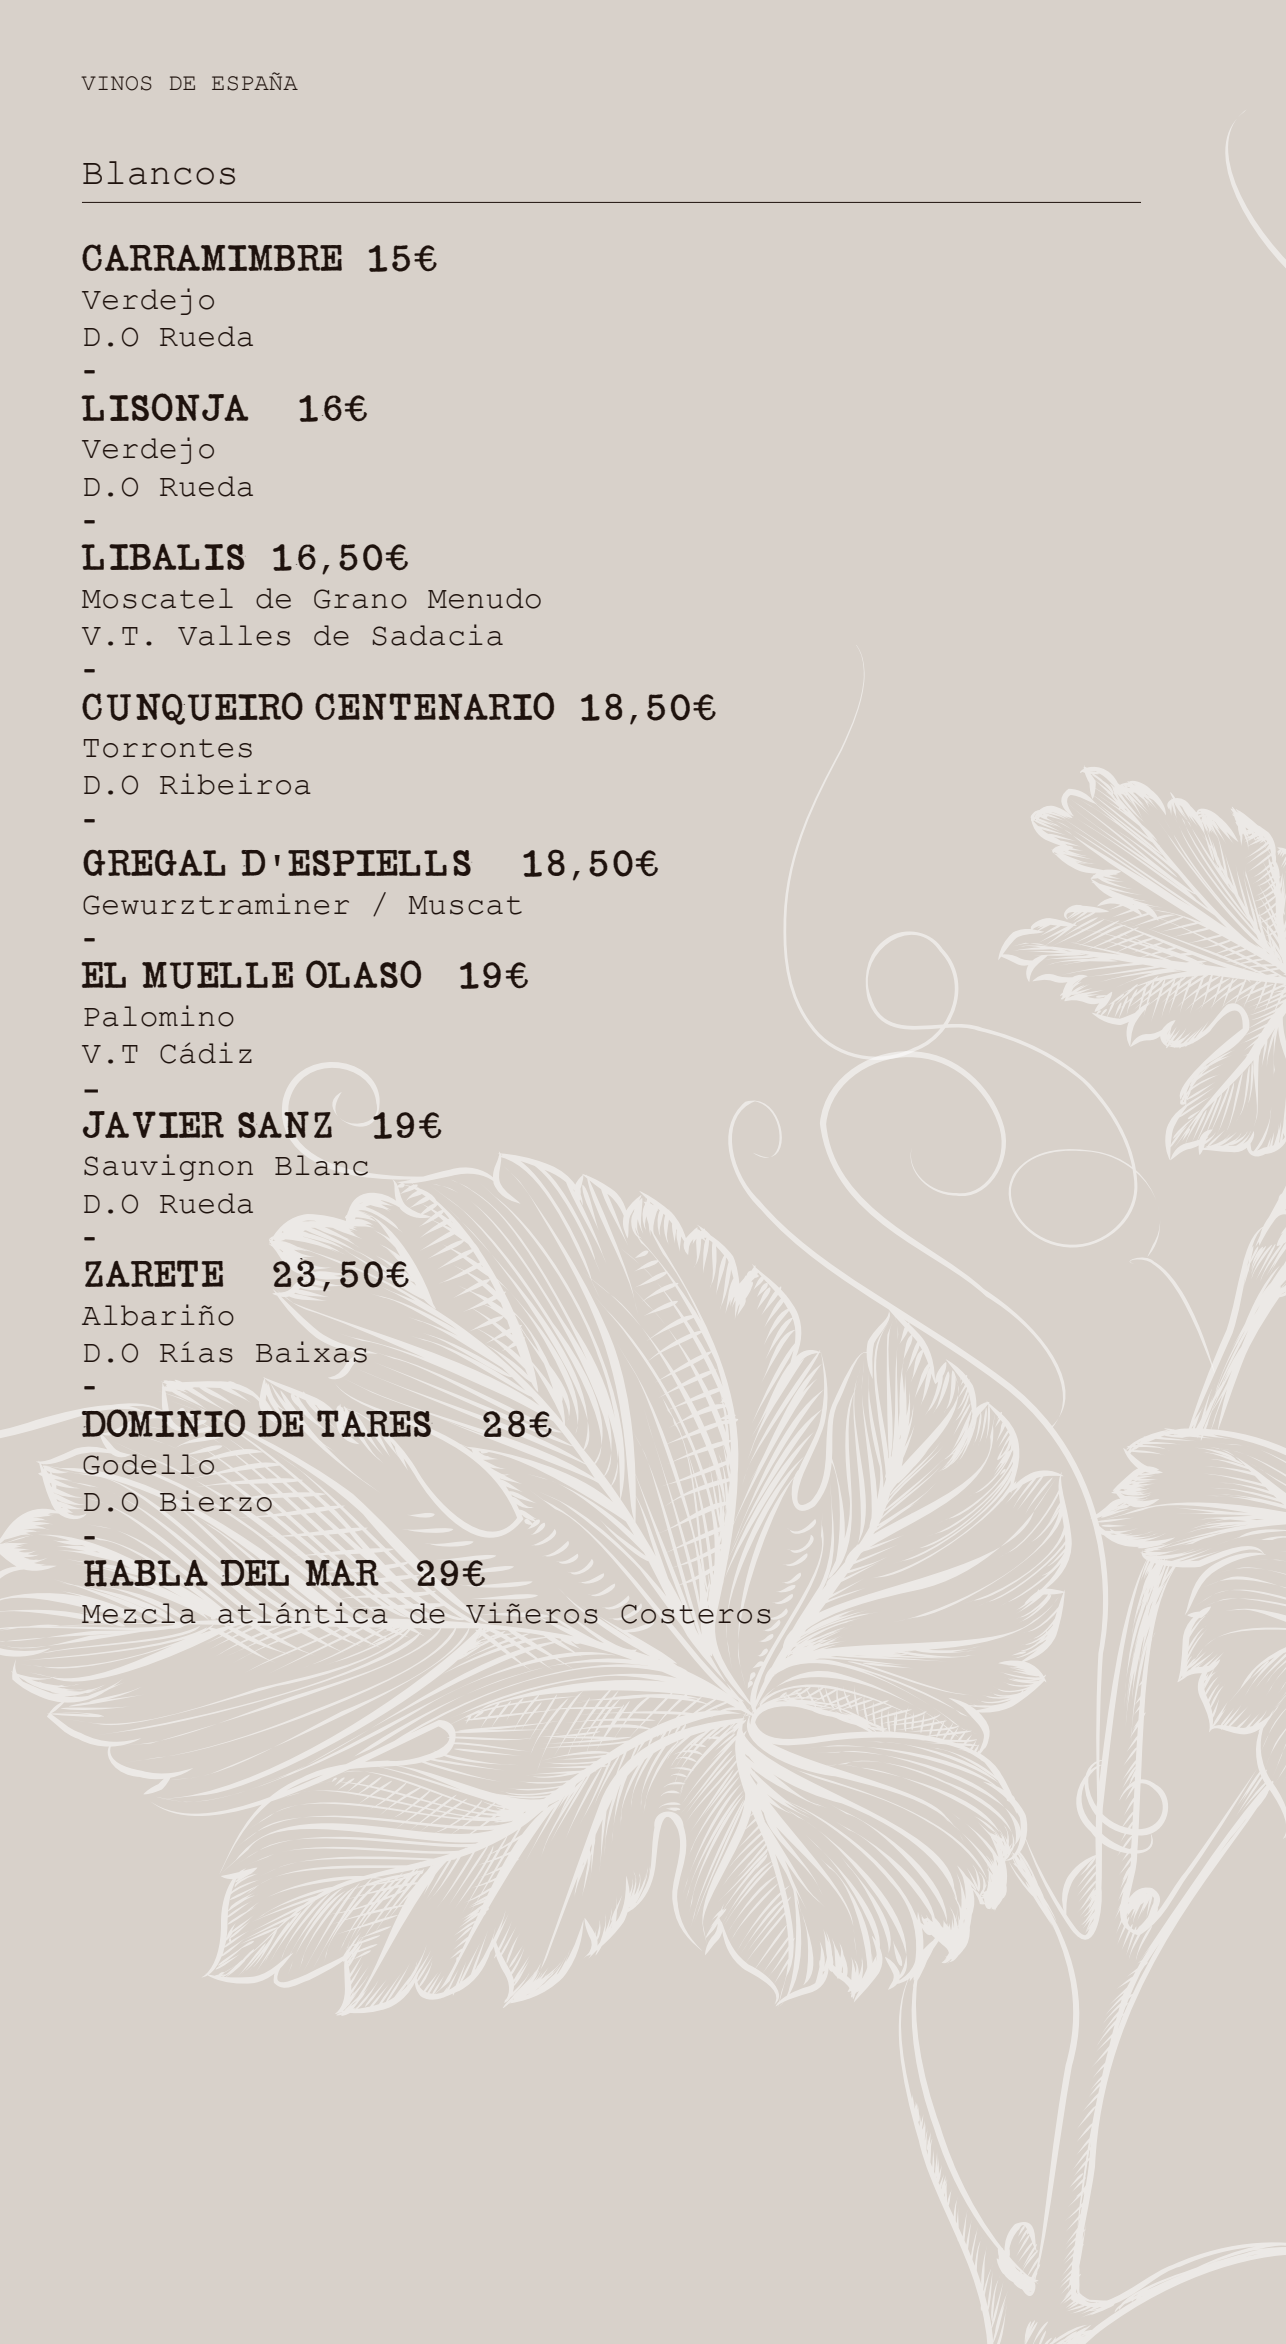 VINOS DE ESPAÑA
Blancos
CARRAMIMBRE 15€
Verdejo
D.O Rueda
-
LISONJA 16€
Verdejo
D.O Rueda
-
LIBALIS 16,50€
Moscatel de Grano Menudo
V.T. Valles de Sadacia
-
CUNQUEIRO CENTENARIO 18,50€
Torrontes
D.O Ribeiroa
-
GREGAL D'ESPIELLS 18,50€
Gewurztraminer / Muscat
-
EL MUELLE OLASO 19€
Palomino
V.T Cádiz
-
JAVIER SANZ 19€
Sauvignon Blanc
D.O Rueda
-
ZARETE 23,50€
Albariño
D.O Rías Baixas
-
DOMINIO DE TARES 28€
Godello
D.O Bierzo
-
HABLA DEL MAR 29€
Mezcla atlántica de Viñeros Costeros